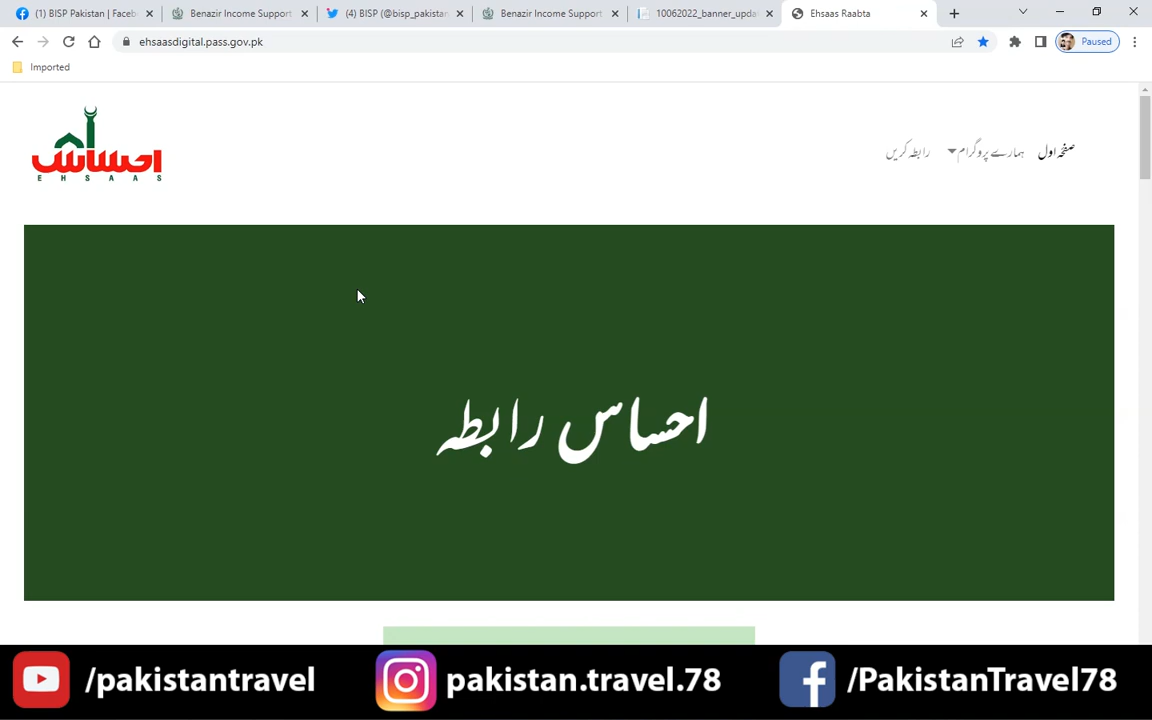 (1) BISP Pakistan | Faceb
Benazir Income Support
(4) BISP (@bisp_pakistan
Benazir Income Support
10062022_banner_upda
Ehsaas Raabta
ehsaasdigital.pass.gov.pk
Paused
Imported
احساس
EHSAAS
صفحہ اول
ہمارے پروگرام
رابطہ کریں
احساس رابطہ
/pakistantravel
pakistan.travel.78
/PakistanTravel78